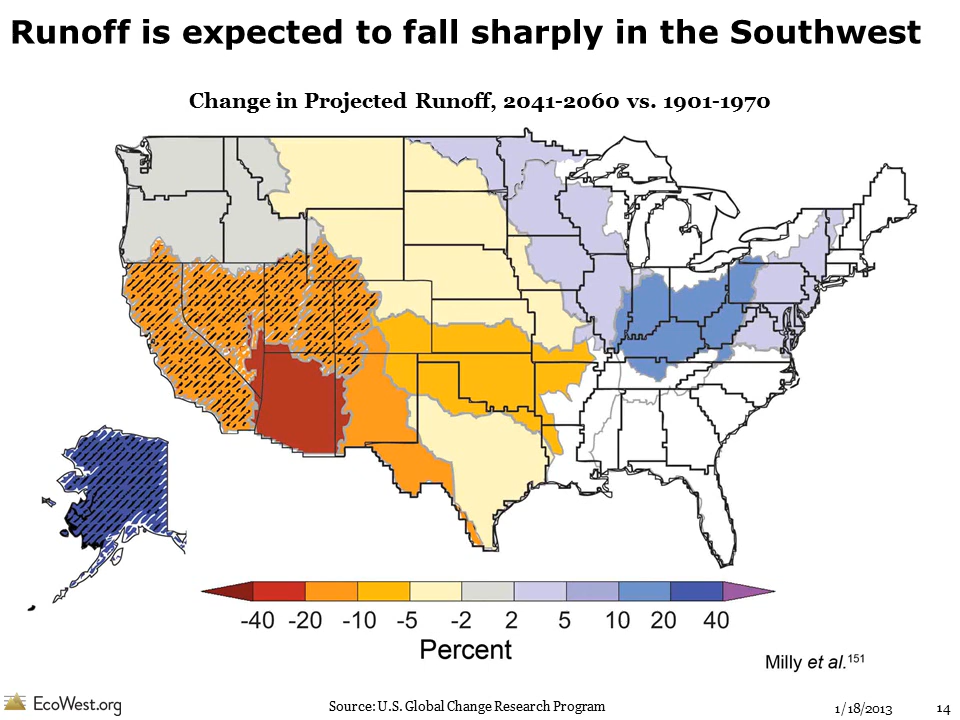 Runoff is expected to fall sharply in the Southwest
Change in Projected Runoff, 2041-2060 vs. 1901-1970
-40 -20 -10 -5 -2 2 5 10 20 40
Percent
Milly et al.151
EcoWest.org
Source: U.S. Global Change Research Program
1/18/2013
14